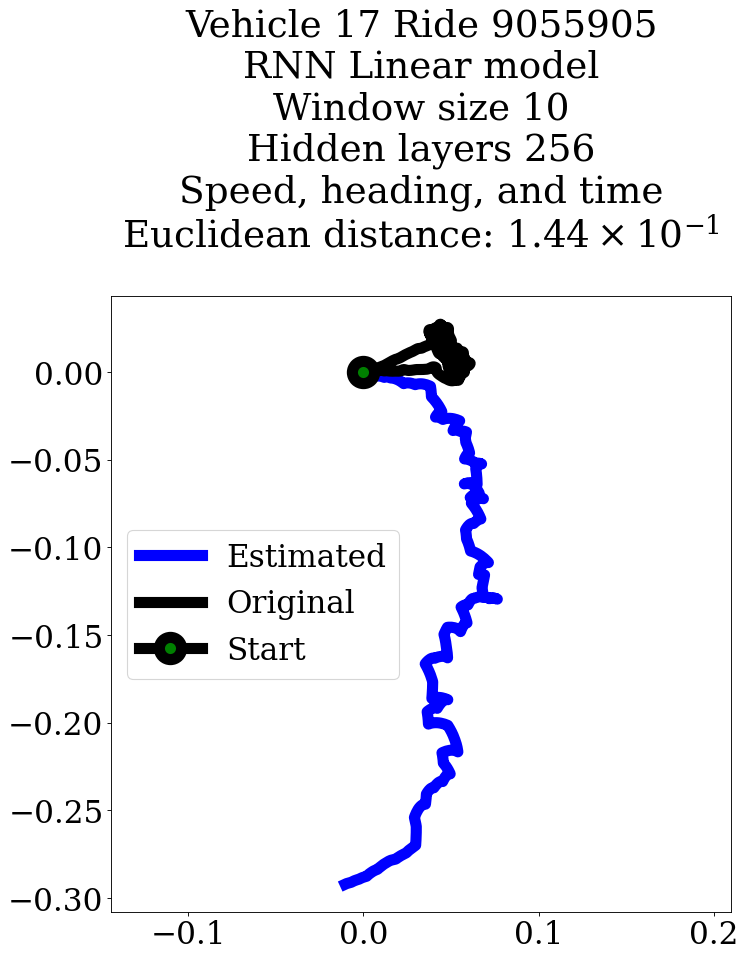 Vehicle 17 Ride 9055905
RNN Linear model
Window size 10
Hidden layers 256
Speed, heading, and time
Euclidean distance: 1.44 × 10⁻¹
0.00
−0.05
−0.10
−0.15
−0.20
−0.25
−0.30
Estimated
Original
Start
−0.1
0.0
0.1
0.2